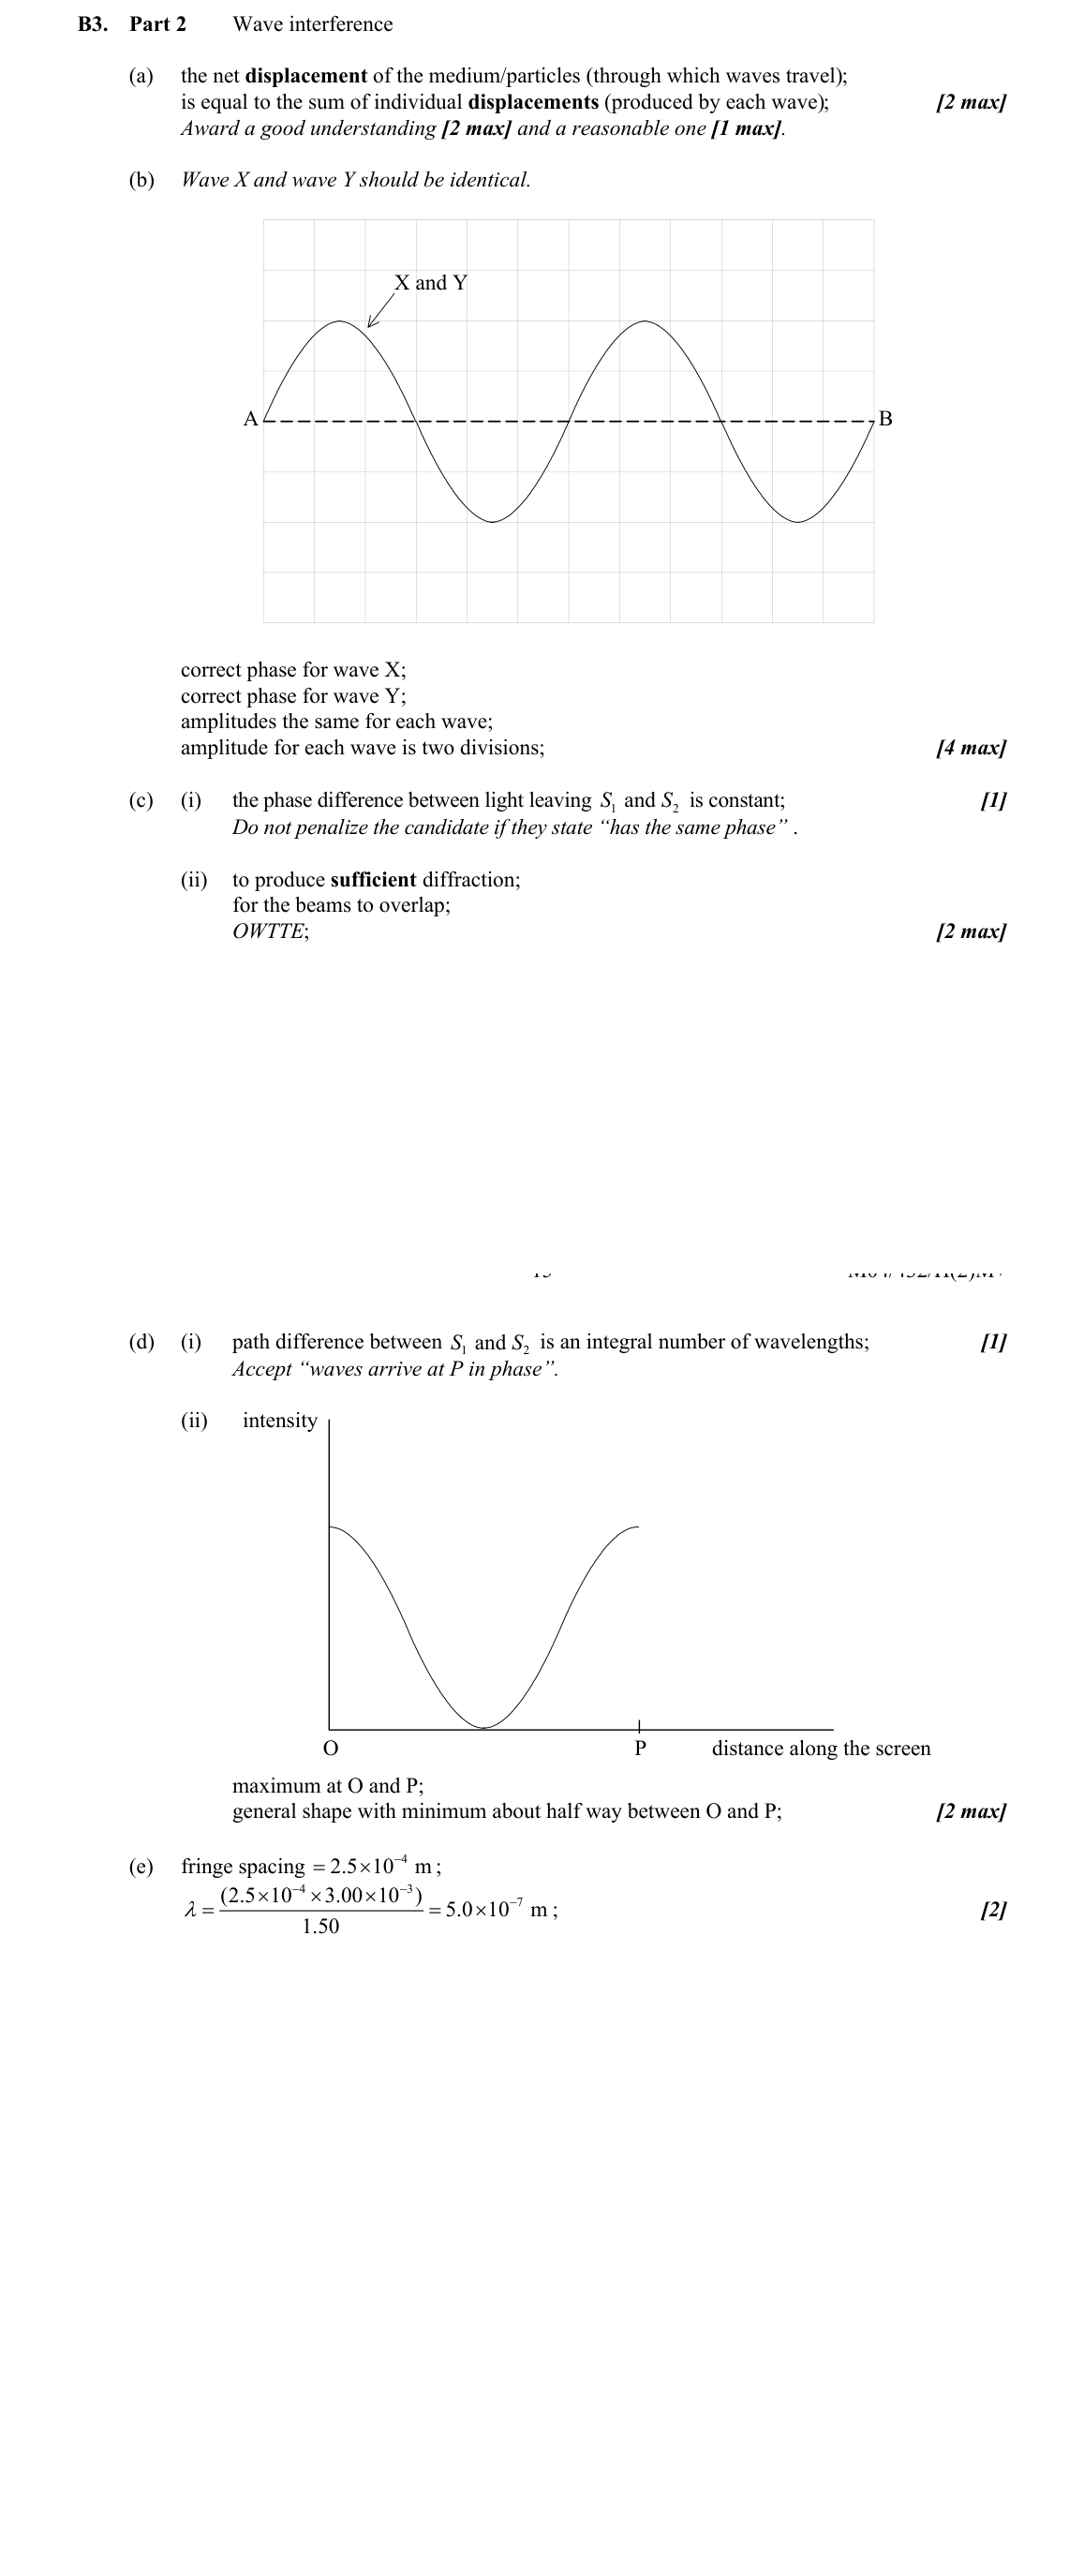 B3. Part 2 Wave interference
(a) the net displacement of the medium/particles (through which waves travel);
is equal to the sum of individual displacements (produced by each wave); [2 max]
Award a good understanding [2 max] and a reasonable one [1 max].
(b) Wave X and wave Y should be identical.
X and Y
A B
correct phase for wave X;
correct phase for wave Y;
amplitudes the same for each wave;
amplitude for each wave is two divisions; [4 max]
(c) (i) the phase difference between light leaving S₁ and S₂ is constant; [1]
Do not penalize the candidate if they state “has the same phase” .
(ii) to produce sufficient diffraction;
for the beams to overlap;
OWTTE; [2 max]
(d) (i) path difference between S₁ and S₂ is an integral number of wavelengths; [1]
Accept “waves arrive at P in phase”.
(ii) intensity
O P distance along the screen
maximum at O and P;
general shape with minimum about half way between O and P; [2 max]
(e) fringe spacing = 2.5×10⁻⁴ m ;
λ = (2.5×10⁻⁴ ×3.00×10⁻³) / 1.50 = 5.0×10⁻⁷ m ; [2]